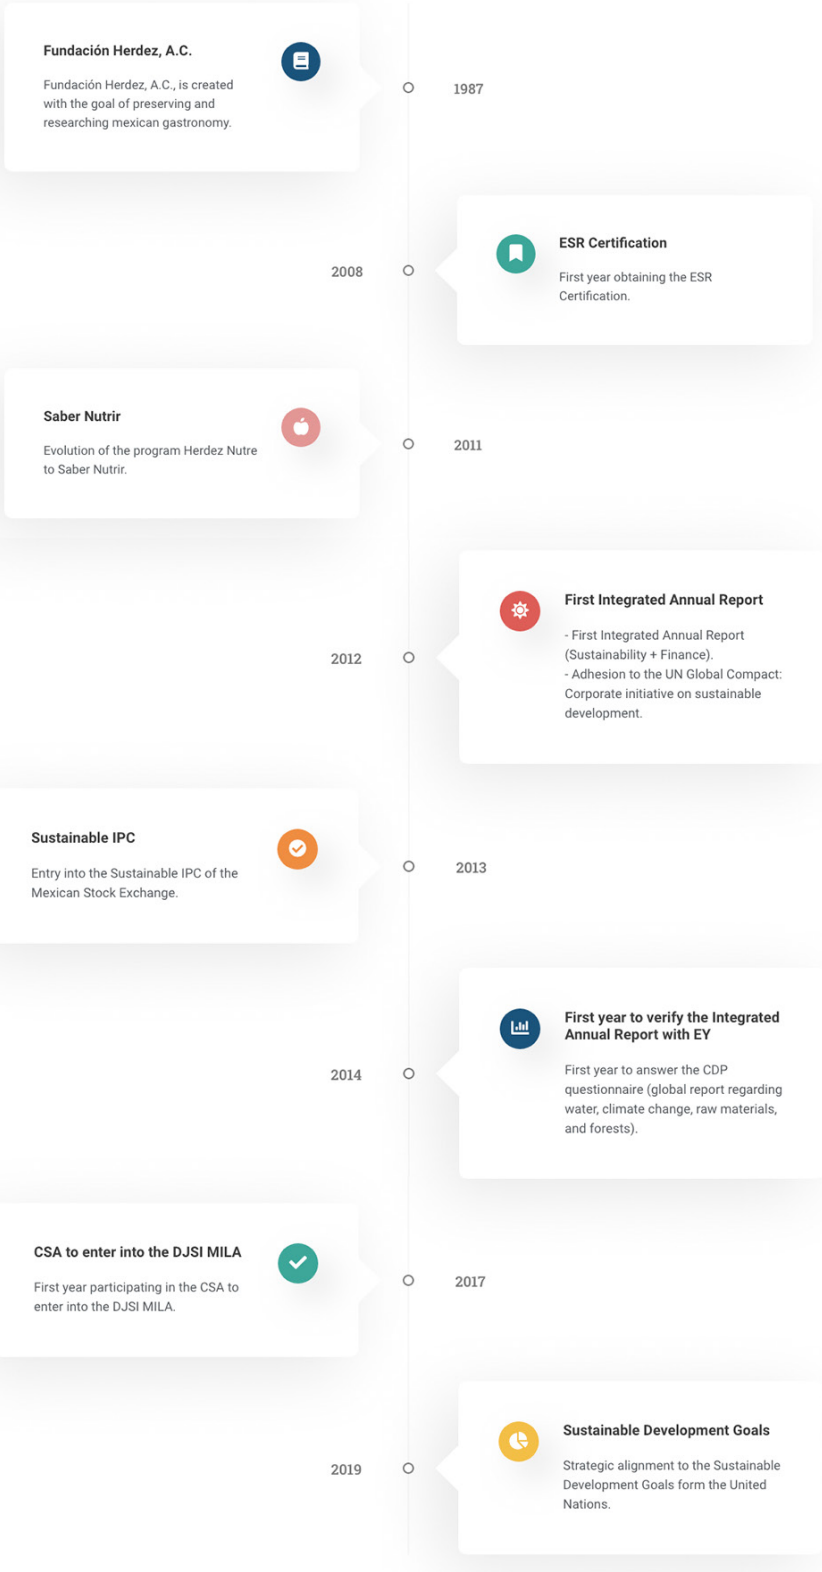 Fundación Herdez, A.C.
Fundación Herdez, A.C., is created
with the goal of preserving and
researching mexican gastronomy.
1987
2008
ESR Certification
First year obtaining the ESR
Certification.
Saber Nutrir
Evolution of the program Herdez Nutre
to Saber Nutrir.
2011
2012
First Integrated Annual Report
- First Integrated Annual Report
(Sustainability + Finance).
- Adhesion to the UN Global Compact:
Corporate initiative on sustainable
development.
Sustainable IPC
Entry into the Sustainable IPC of the
Mexican Stock Exchange.
2013
2014
First year to verify the Integrated
Annual Report with EY
First year to answer the CDP
questionnaire (global report regarding
water, climate change, raw materials,
and forests).
CSA to enter into the DJSI MILA
First year participating in the CSA to
enter into the DJSI MILA.
2017
2019
Sustainable Development Goals
Strategic alignment to the Sustainable
Development Goals form the United
Nations.